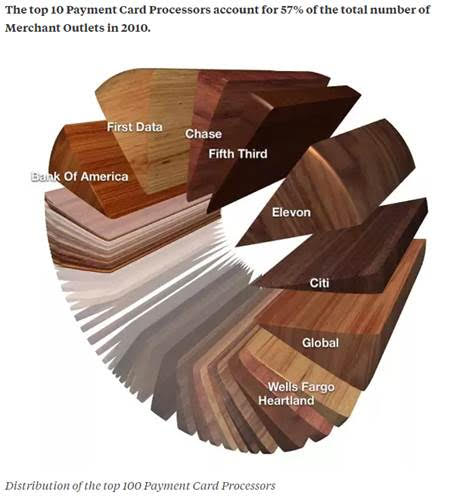 The top 10 Payment Card Processors account for 57% of the total number of
Merchant Outlets in 2010.
First Data
Chase
Fifth Third
Bank Of America
Elevon
Citi
Global
Wells Fargo
Heartland
Distribution of the top 100 Payment Card Processors